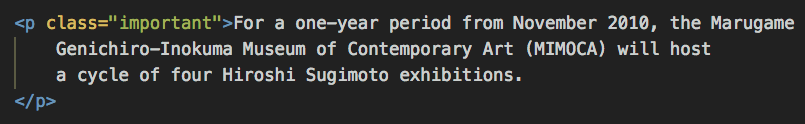 <p class="important">For a one-year period from November 2010, the Marugame
Genichiro-Inokuma Museum of Contemporary Art (MIMOCA) will host
a cycle of four Hiroshi Sugimoto exhibitions.
</p>